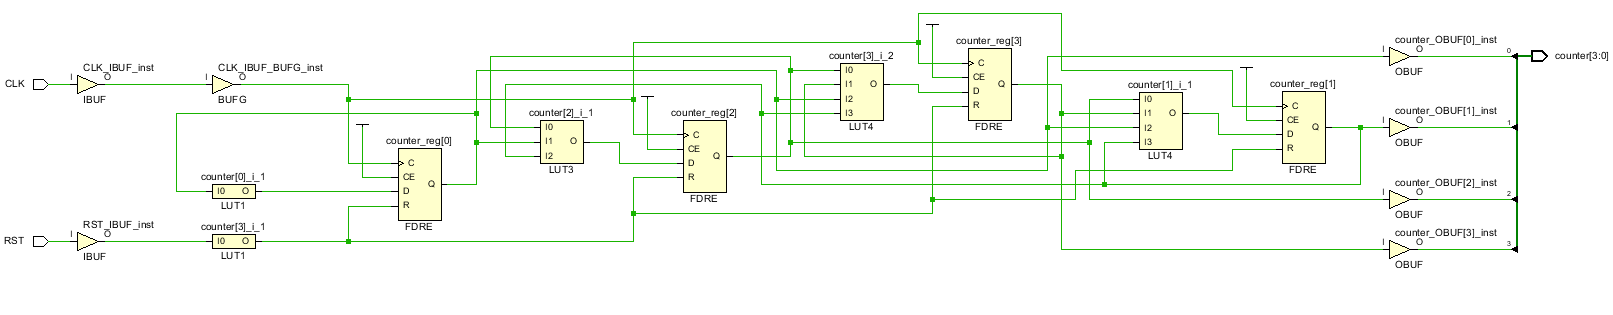 CLK
I
CLK_IBUF_inst
O
IBUF
I
CLK_IBUF_BUFG_inst
O
BUFG
RST
I
RST_IBUF_inst
O
IBUF
counter[0]_i_1
I0 O
LUT1
counter[3]_i_1
I0 O
LUT1
counter_reg[0]
C
CE
D
R
Q
FDRE
counter[2]_i_1
I0
I1
I2
O
LUT3
counter_reg[2]
C
CE
D
R
Q
FDRE
counter[3]_i_2
I0
I1
I2
I3
O
LUT4
counter_reg[3]
C
CE
D
R
Q
FDRE
counter[1]_i_1
I0
I1
I2
I3
O
LUT4
counter_reg[1]
C
CE
D
R
Q
FDRE
counter_OBUF[0]_inst
I
O
OBUF
0
counter[3:0]
counter_OBUF[1]_inst
I
O
OBUF
1
counter_OBUF[2]_inst
I
O
OBUF
2
counter_OBUF[3]_inst
I
O
OBUF
3